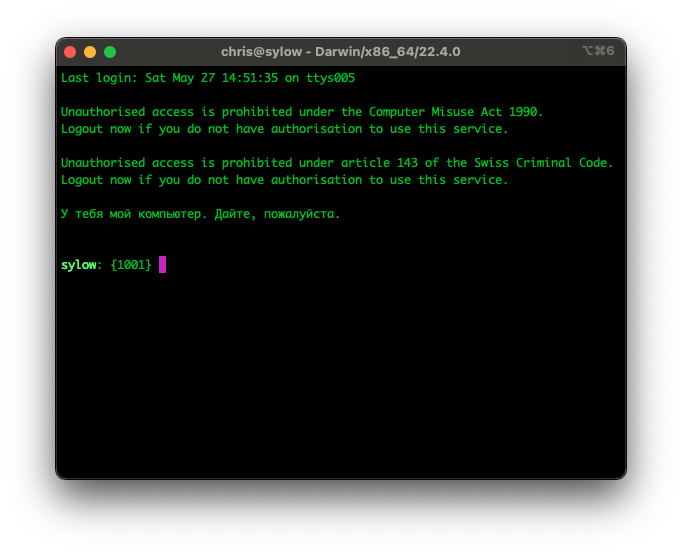 chris@sylow - Darwin/x86_64/22.4.0 ⌥⌘6
Last login: Sat May 27 14:51:35 on ttys005
Unauthorised access is prohibited under the Computer Misuse Act 1990.
Logout now if you do not have authorisation to use this service.
Unauthorised access is prohibited under article 143 of the Swiss Criminal Code.
Logout now if you do not have authorisation to use this service.
У тебя мой компьютер. Дайте, пожалуйста.
sylow: {1001}